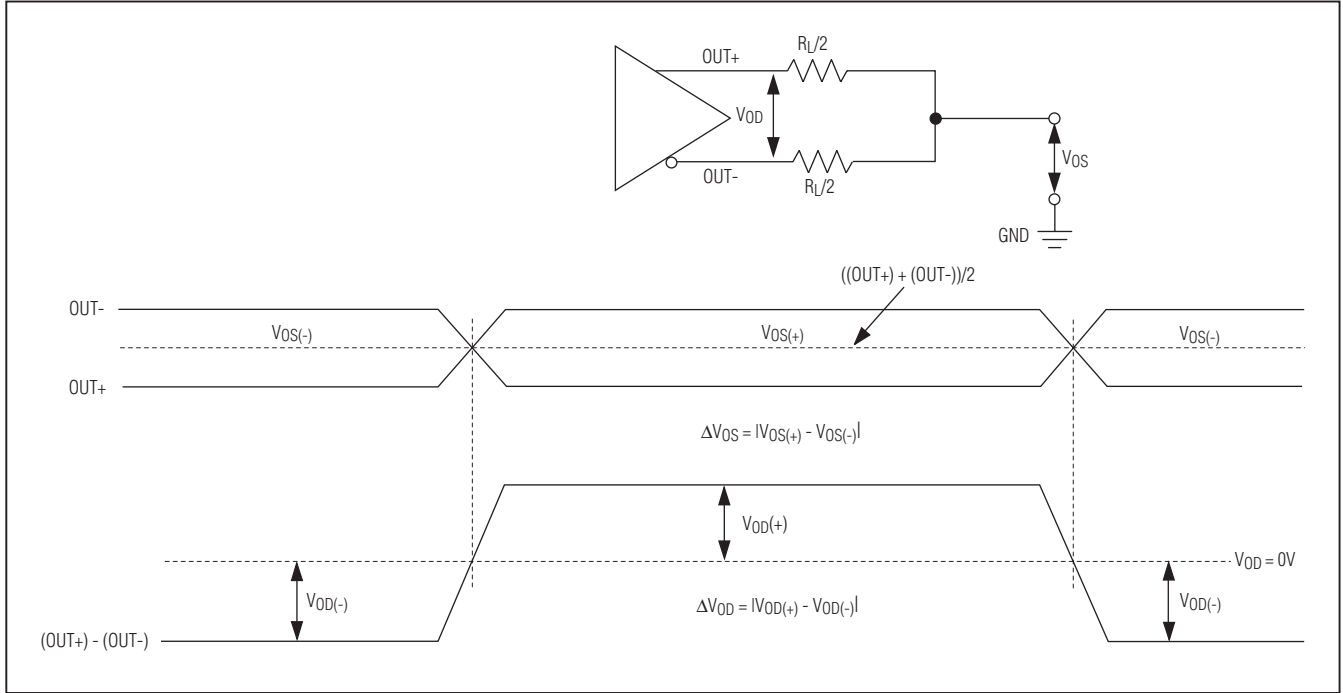 OUT+
RL/2
VOD
OUT-
RL/2
VOS
GND
((OUT+) + (OUT-))/2
OUT-
VOS(-)
VOS(+)
VOS(-)
OUT+
ΔVOS = |VOS(+) - VOS(-)|
VOD(+)
VOD = 0V
VOD(-)
ΔVOD = |VOD(+) - VOD(-)|
VOD(-)
(OUT+) - (OUT-)